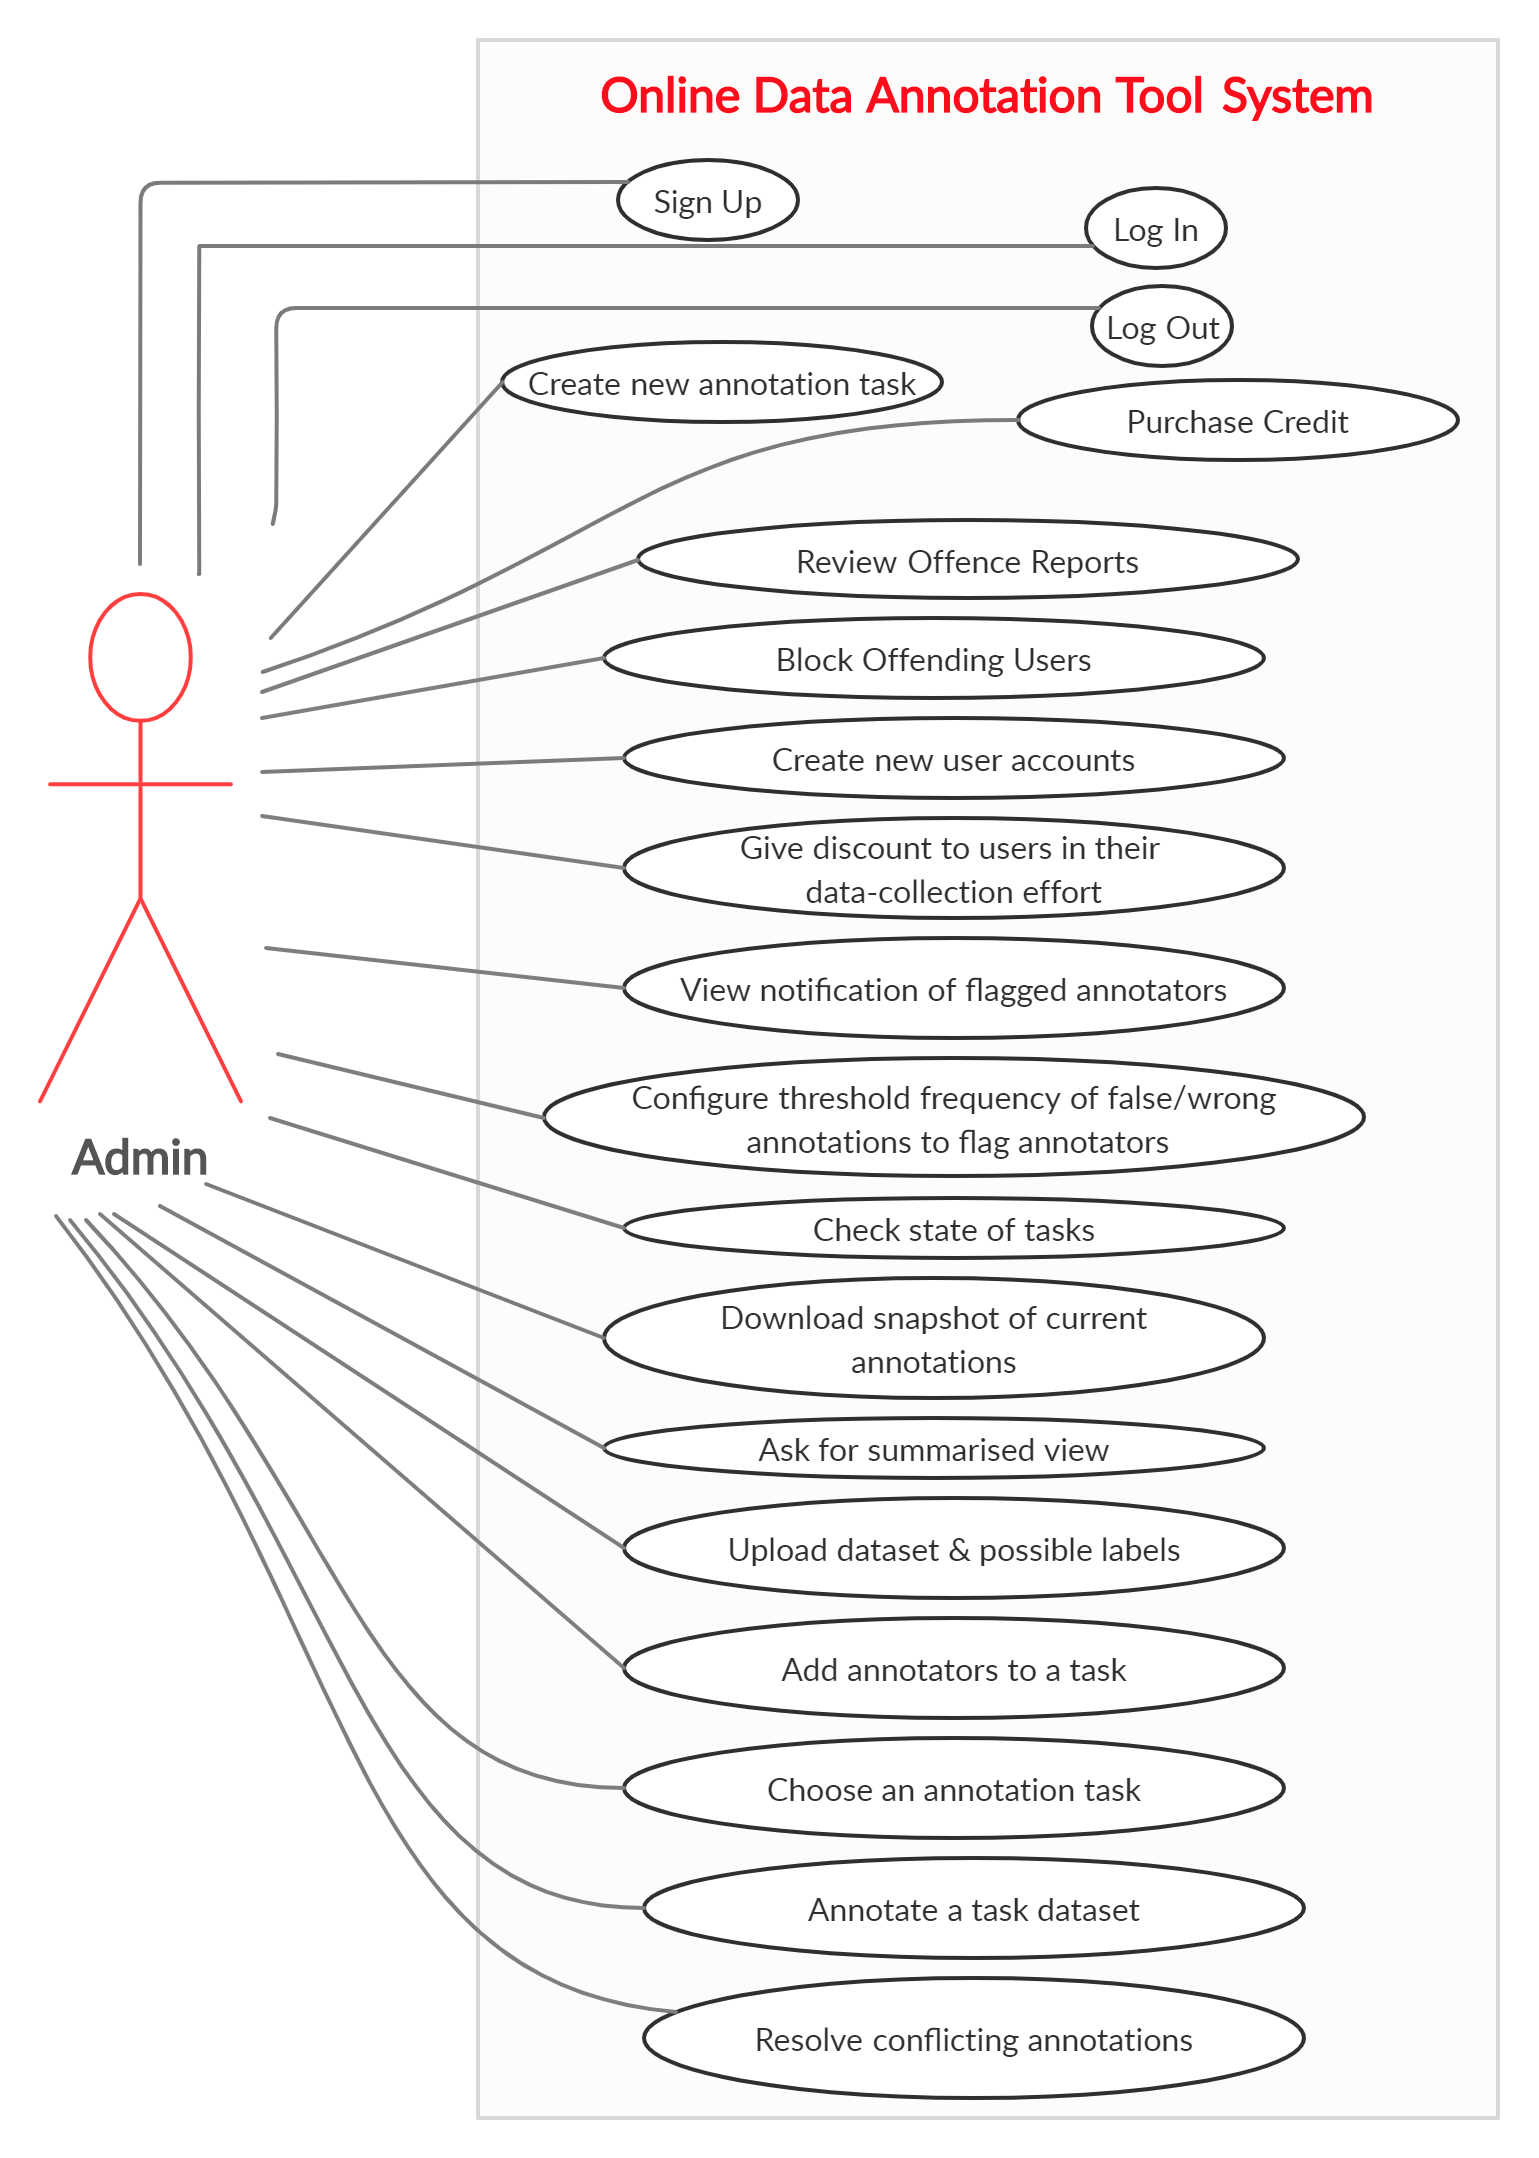 Online Data Annotation Tool System
Sign Up
Log In
Log Out
Create new annotation task
Purchase Credit
Review Offence Reports
Block Offending Users
Create new user accounts
Give discount to users in their
data-collection effort
View notification of flagged annotators
Configure threshold frequency of false/wrong
annotations to flag annotators
Admin
Check state of tasks
Download snapshot of current
annotations
Ask for summarised view
Upload dataset & possible labels
Add annotators to a task
Choose an annotation task
Annotate a task dataset
Resolve conflicting annotations